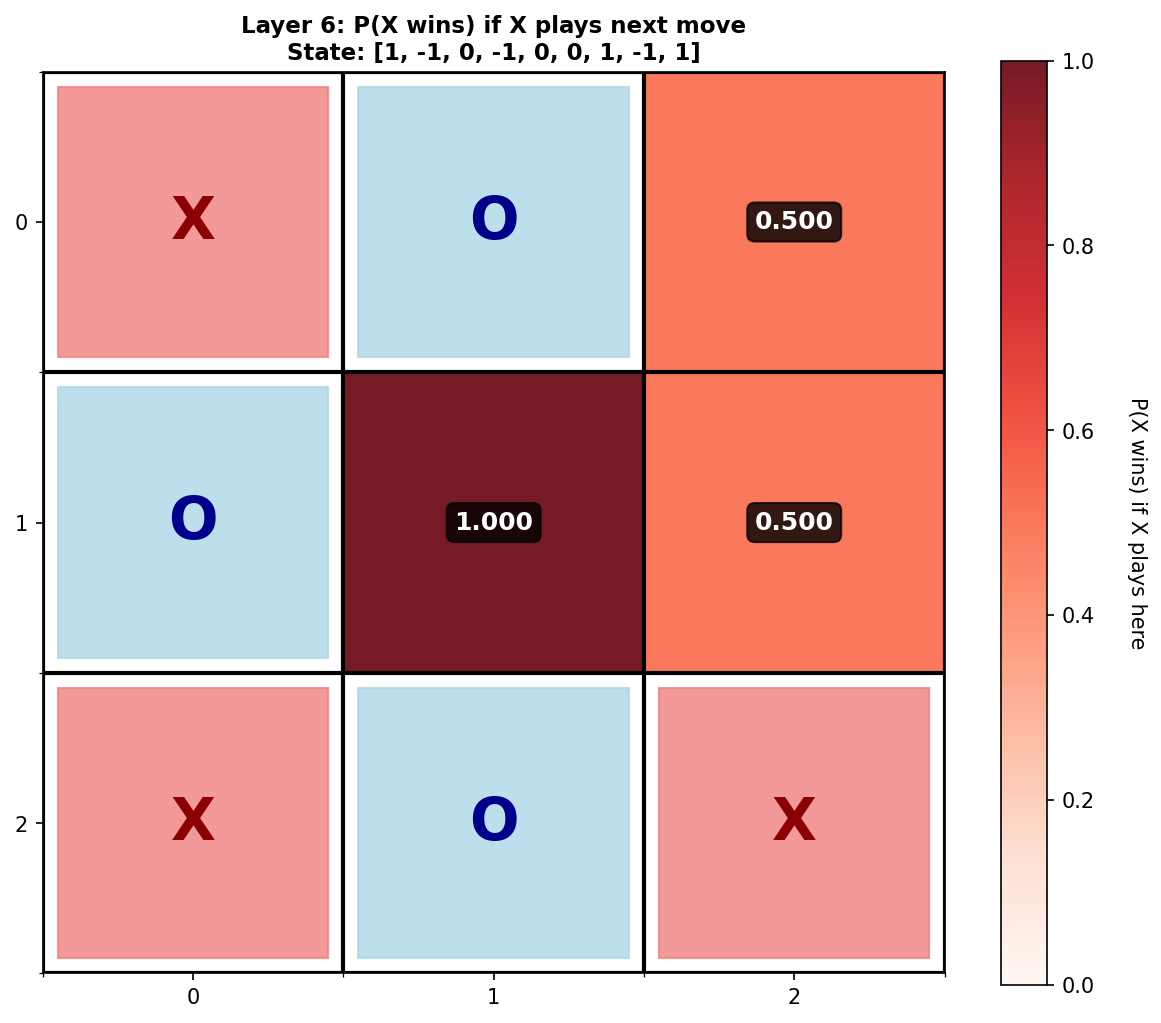 Layer 6: P(X wins) if X plays next move
State: [1, -1, 0, -1, 0, 0, 1, -1, 1]
0
X
O
0.500
1
O
1.000
0.500
2
X
O
X
0
1
2
1.0
0.8
0.6
0.4
0.2
0.0
P(X wins) if X plays here